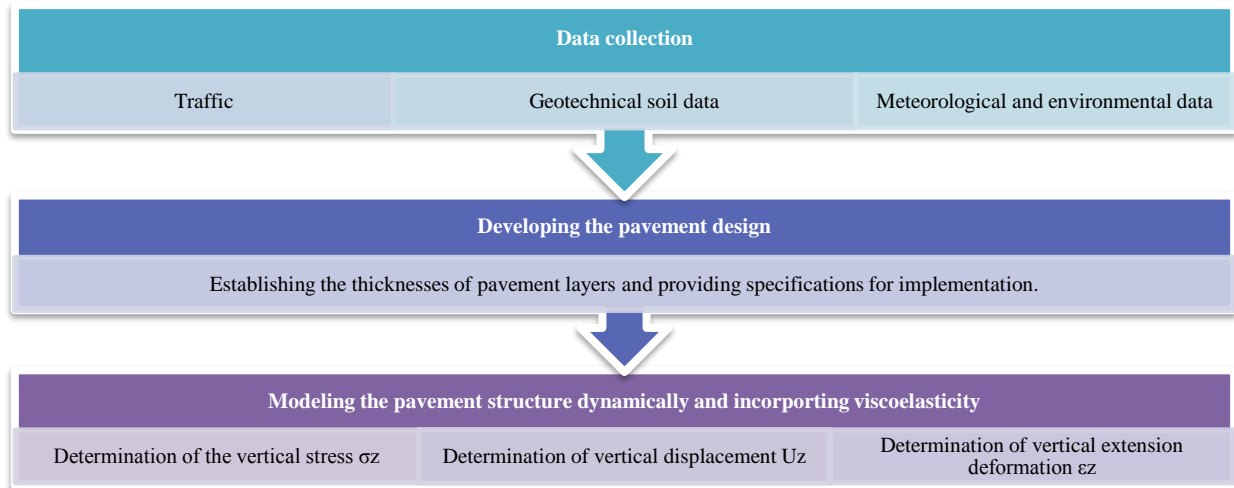 Data collection
Traffic
Geotechnical soil data
Meteorological and environmental data
Developing the pavement design
Establishing the thicknesses of pavement layers and providing specifications for implementation.
Modeling the pavement structure dynamically and incorporting viscoelasticity
Determination of the vertical stress σz
Determination of vertical displacement Uz
Determination of vertical extension
deformation εz